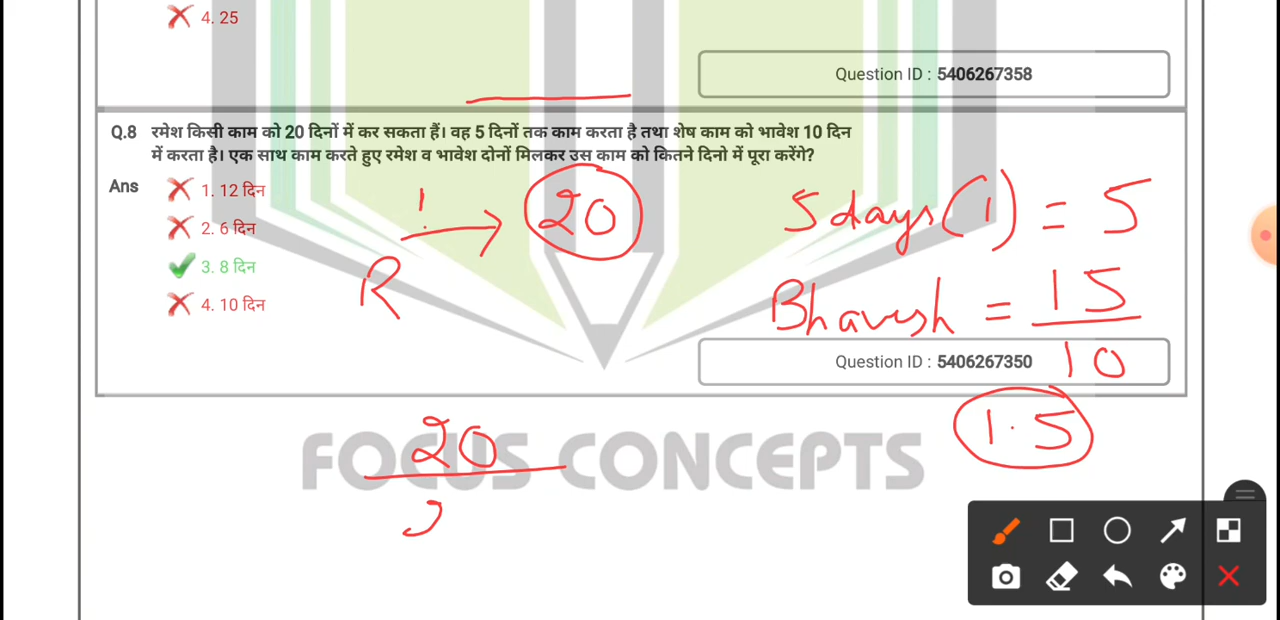 4. 25
Question ID : 5406267358
Q.8 रमेश किसी काम को 20 दिनों में कर सकता हैं। वह 5 दिनों तक काम करता है तथा शेष काम को भावेश 10 दिन
में करता है। एक साथ काम करते हुए रमेश व भावेश दोनों मिलकर उस काम को कितने दिनो में पूरा करेंगे?
Ans 1. 12 दिन
2. 6 दिन
3. 8 दिन
4. 10 दिन
1
R → 20
5 days (1) = 5
Bhavesh = 15
10
1.5
Question ID : 5406267350
20
FOCUS CONCEPTS